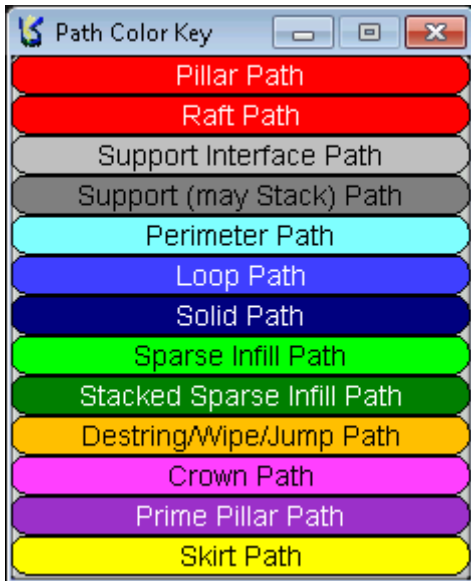 Path Color Key
Pillar Path
Raft Path
Support Interface Path
Support (may Stack) Path
Perimeter Path
Loop Path
Solid Path
Sparse Infill Path
Stacked Sparse Infill Path
Destring/Wipe/Jump Path
Crown Path
Prime Pillar Path
Skirt Path